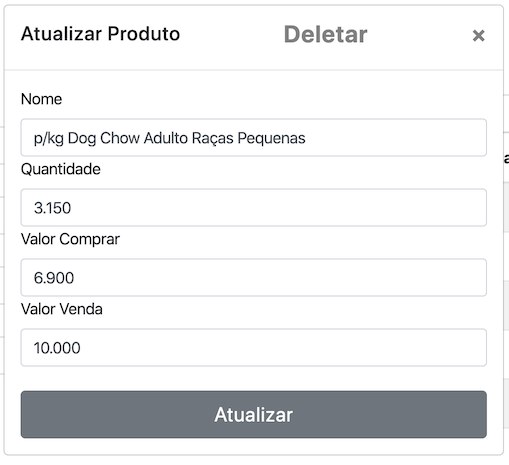 Atualizar Produto
Deletar
×
Nome
p/kg Dog Chow Adulto Raças Pequenas
Quantidade
3.150
Valor Comprar
6.900
Valor Venda
10.000
Atualizar